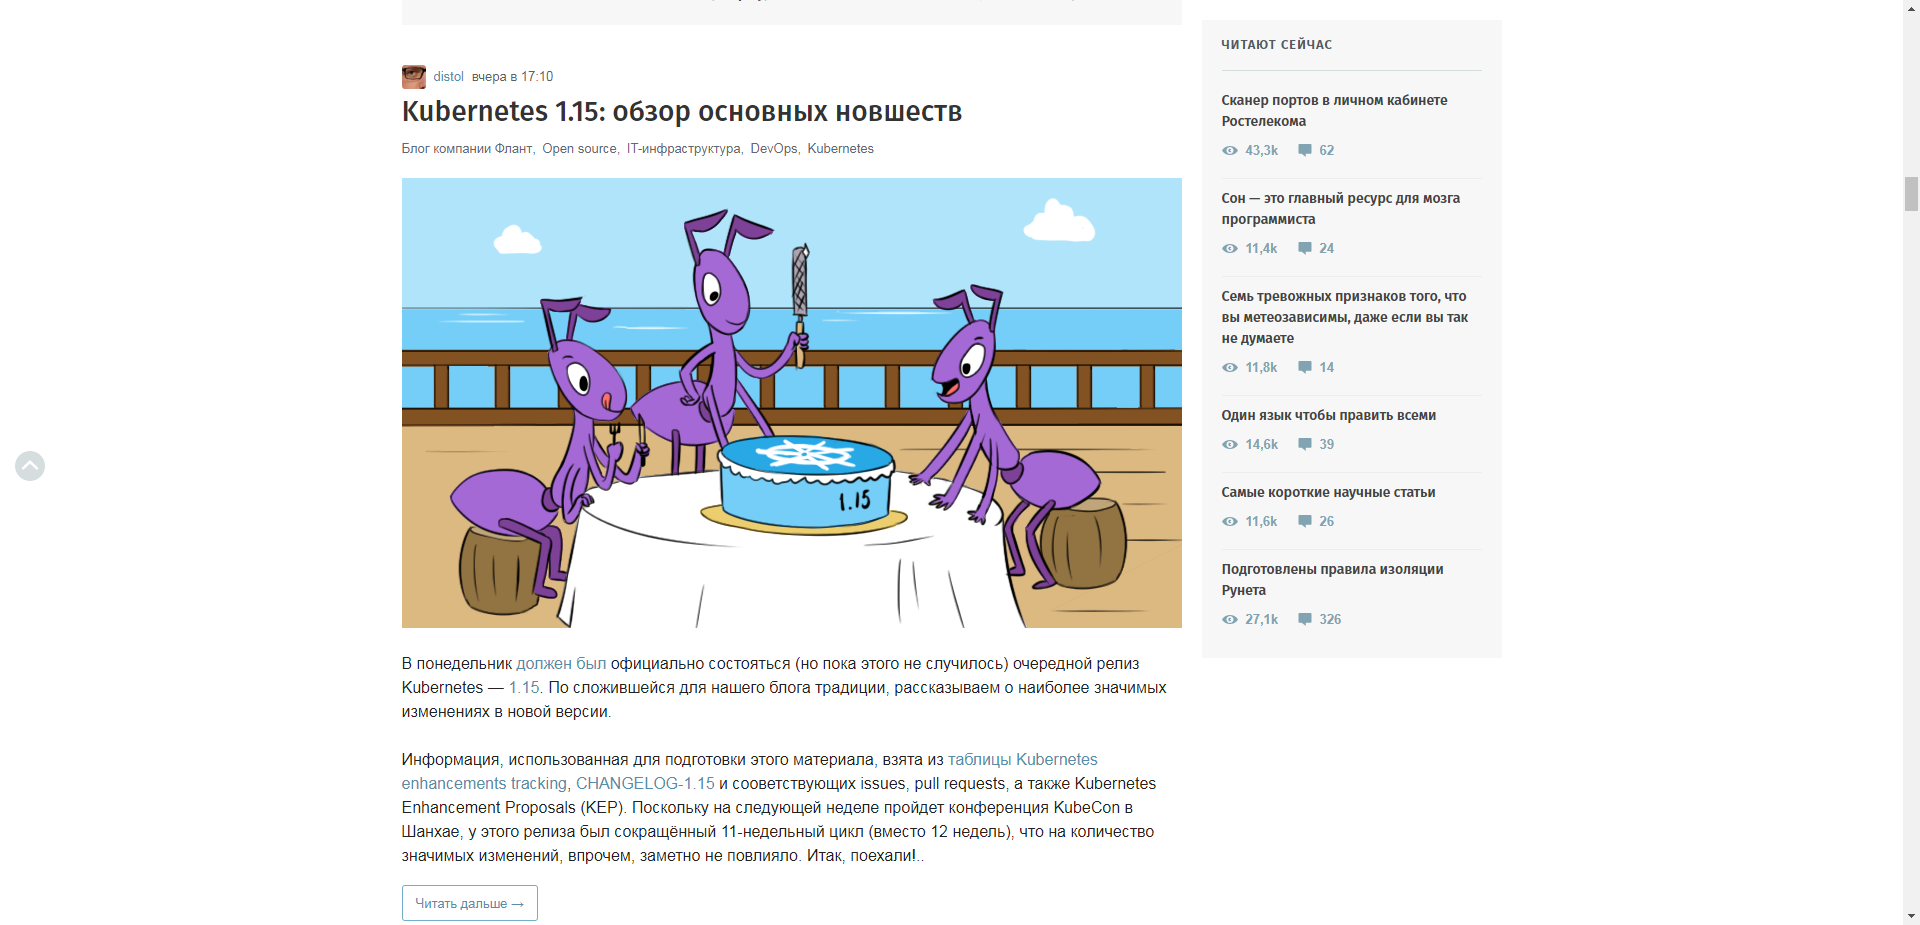 distol вчера в 17:10
Kubernetes 1.15: обзор основных новшеств
Блог компании Флант, Open source, IT-инфраструктура, DevOps, Kubernetes
1.15
В понедельник должен был официально состояться (но пока этого не случилось) очередной релиз
Kubernetes — 1.15. По сложившейся для нашего блога традиции, рассказываем о наиболее значимых
изменениях в новой версии.
Информация, использованная для подготовки этого материала, взята из таблицы Kubernetes
enhancements tracking, CHANGELOG-1.15 и сооветствующих issues, pull requests, а также Kubernetes
Enhancement Proposals (KEP). Поскольку на следующей неделе пройдет конференция KubeCon в
Шанхае, у этого релиза был сокращённый 11-недельный цикл (вместо 12 недель), что на количество
значимых изменений, впрочем, заметно не повлияло. Итак, поехали!..
Читать дальше →
ЧИТАЮТ СЕЙЧАС
Сканер портов в личном кабинете
Ростелекома
43,3k 62
Сон — это главный ресурс для мозга
программиста
11,4k 24
Семь тревожных признаков того, что
вы метеозависимы, даже если вы так
не думаете
11,8k 14
Один язык чтобы править всеми
14,6k 39
Самые короткие научные статьи
11,6k 26
Подготовлены правила изоляции
Рунета
27,1k 326